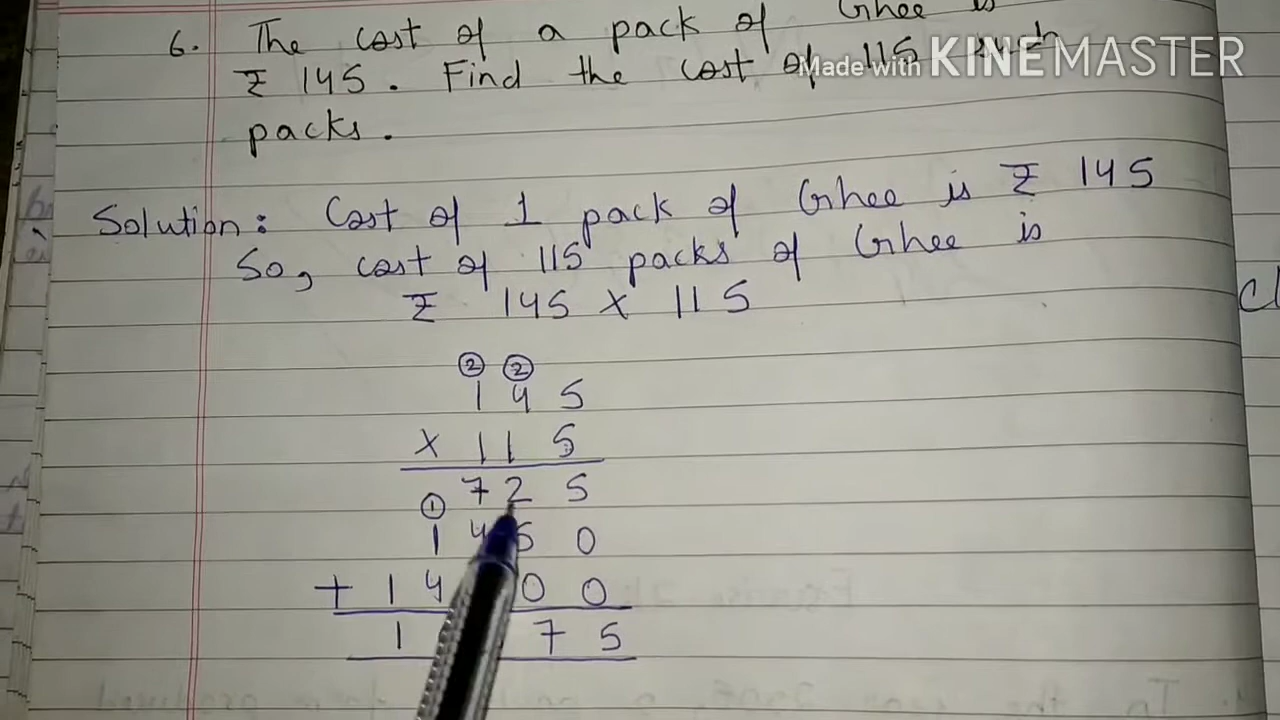 6. The cost of a pack of Ghee is
₹ 145. Find the cost of 115 such
Made with KINEMASTER
packs.
Solution: Cost of 1 pack of Ghee is ₹ 145
So, cost of 115 packs of Ghee is
₹ 145 x 115
② ②
1 4 5
x 1 1 5
7 2 5
①
1 4 5 0
+ 1 4 0 0
1 7 5